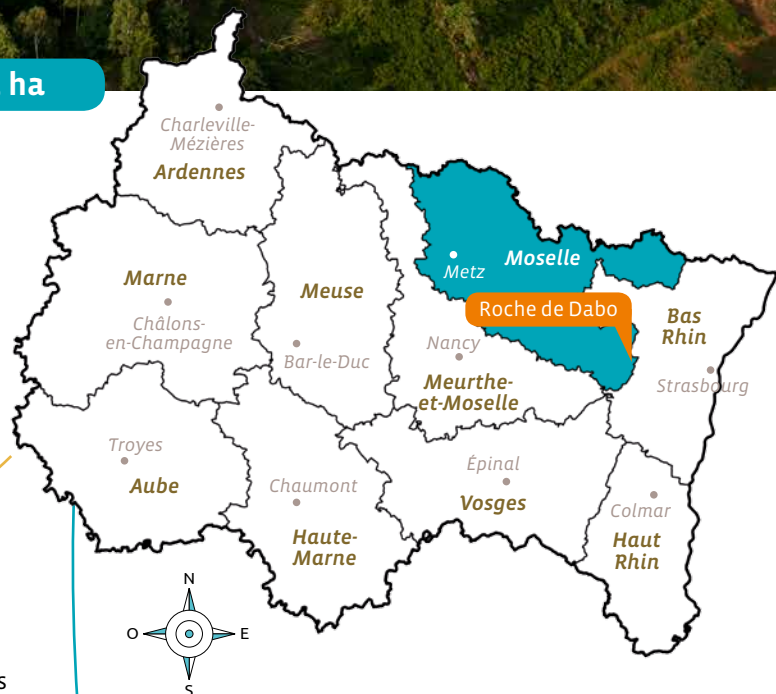 ha
Charleville-
Mézières
Ardennes
Marne
Châlons-
en-Champagne
Meuse
Bar-le-Duc
Metz
Moselle
Roche de Dabo
Nancy
Meurthe-
et-Moselle
Bas
Rhin
Strasbourg
Troyes
Aube
Chaumont
Haute-
Marne
Épinal
Vosges
Colmar
Haut
Rhin
N
O
E
S
s